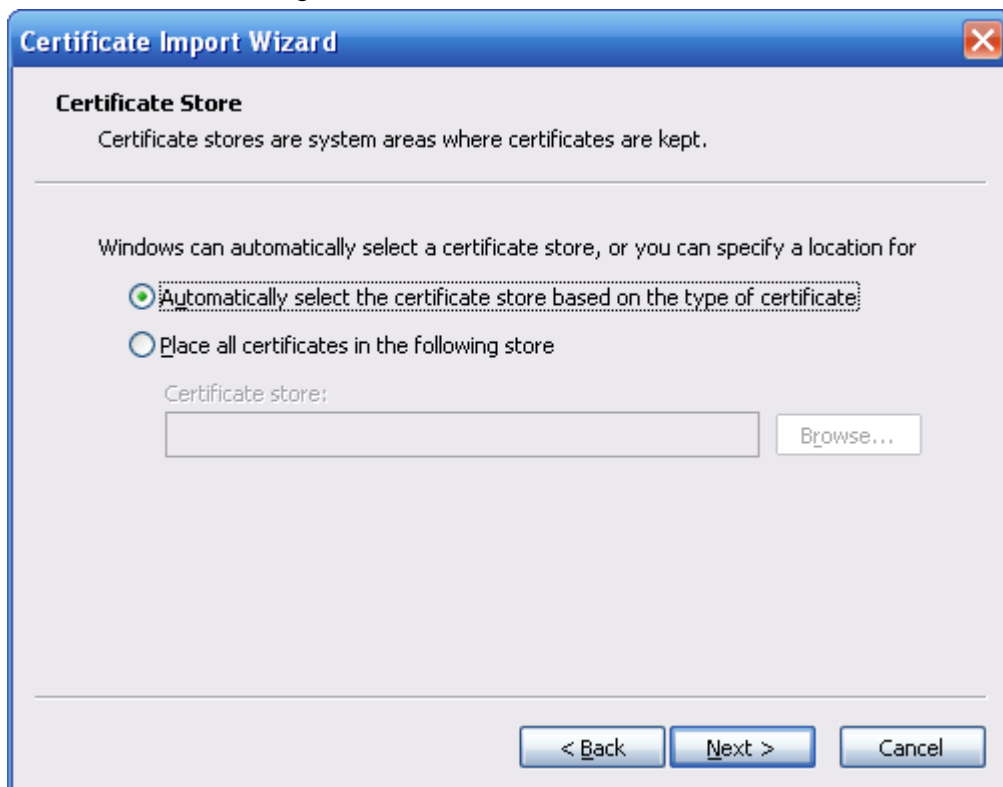 Certificate Import Wizard
Certificate Store
Certificate stores are system areas where certificates are kept.
Windows can automatically select a certificate store, or you can specify a location for
Automatically select the certificate store based on the type of certificate
Place all certificates in the following store
Certificate store:
Browse...
< Back
Next >
Cancel